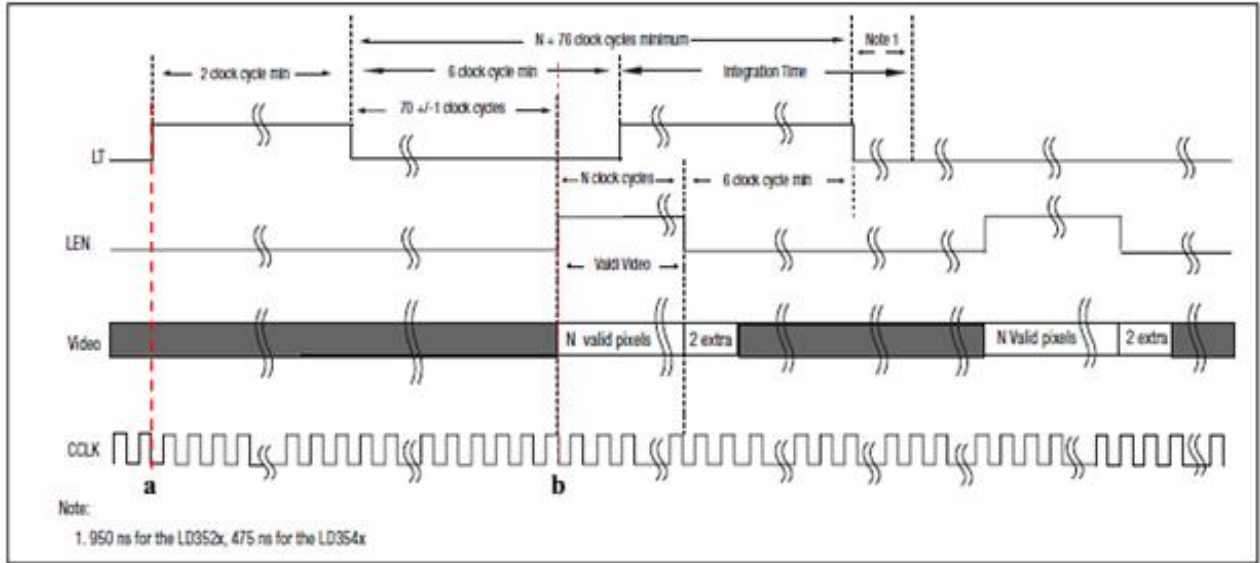 N + 76 clock cycles minimum
Note 1
2 clock cycle min
6 clock cycle min
Integration Time
70 +/-1 clock cycles
LT
N clock cycles
6 clock cycle min
LEN
Valid Video
Video
N valid pixels
2 extra
N Valid pixels
2 extra
CCLK
a
b
Note:
1. 950 ns for the LD352x, 475 ns for the LD354x